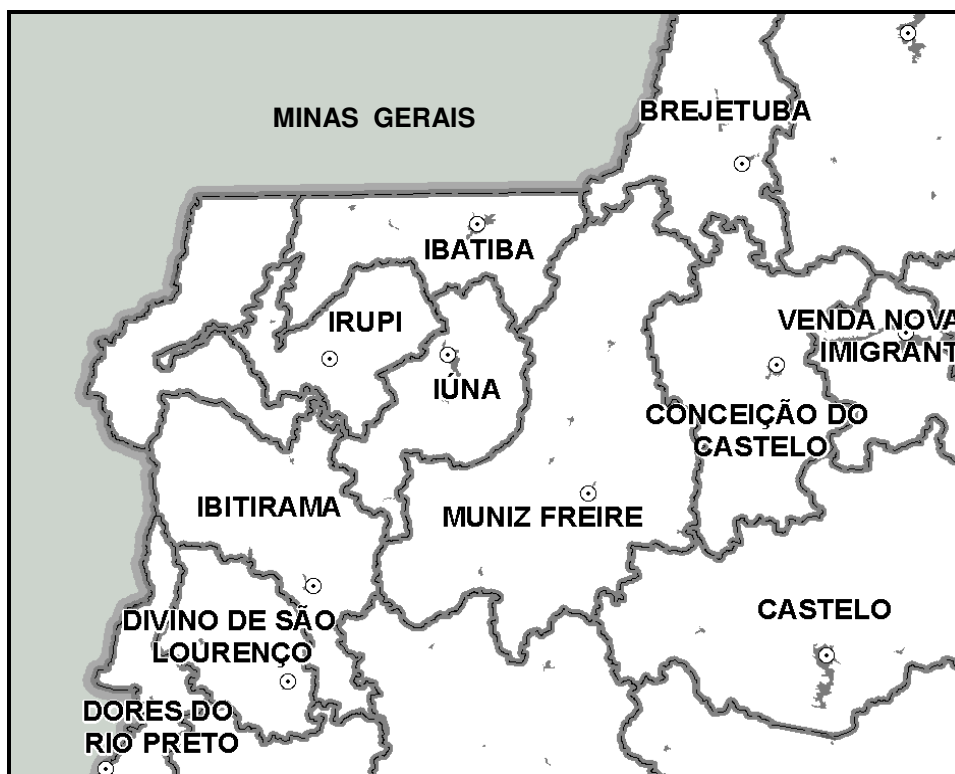 MINAS GERAIS
BREJETUBA
IBATIBA
IRUPI
VENDA NOVA
IMIGRANT
IÚNA
CONCEIÇÃO DO
CASTELO
IBITIRAMA
MUNIZ FREIRE
CASTELO
DIVINO DE SÃO
LOURENÇO
DORES DO
RIO PRETO